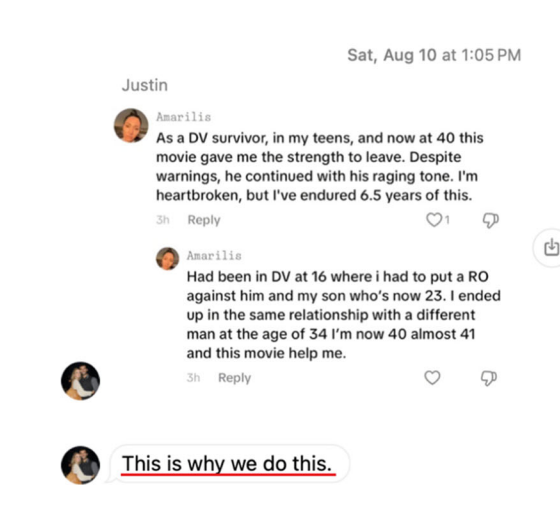 Sat, Aug 10 at 1:05 PM
Justin
Amarilis
As a DV survivor, in my teens, and now at 40 this
movie gave me the strength to leave. Despite
warnings, he continued with his raging tone. I'm
heartbroken, but I've endured 6.5 years of this.
3h Reply 1
Amarilis
Had been in DV at 16 where i had to put a RO
against him and my son who's now 23. I ended
up in the same relationship with a different
man at the age of 34 I'm now 40 almost 41
and this movie help me.
3h Reply
This is why we do this.